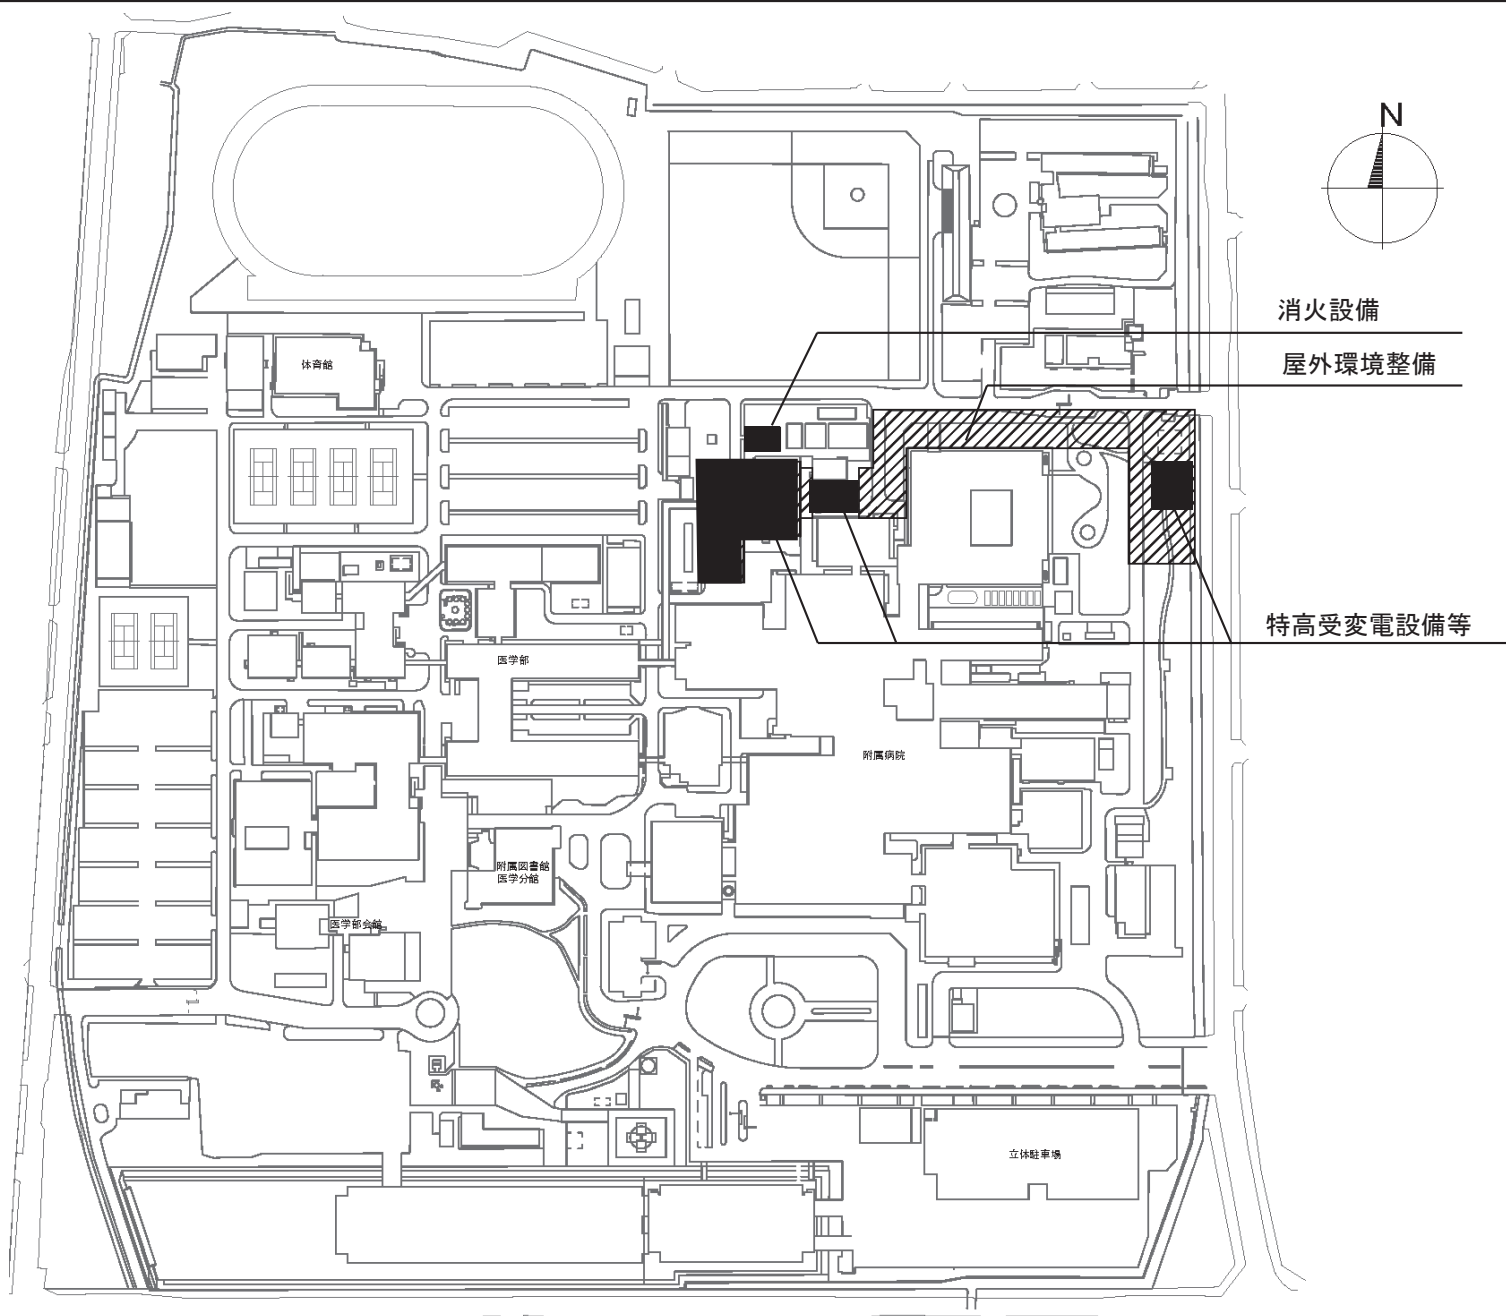 N
消火設備
屋外環境整備
体育館
特高受変電設備等
医学部
附属病院
附属図書館
医学分館
医学部会館
立体駐車場